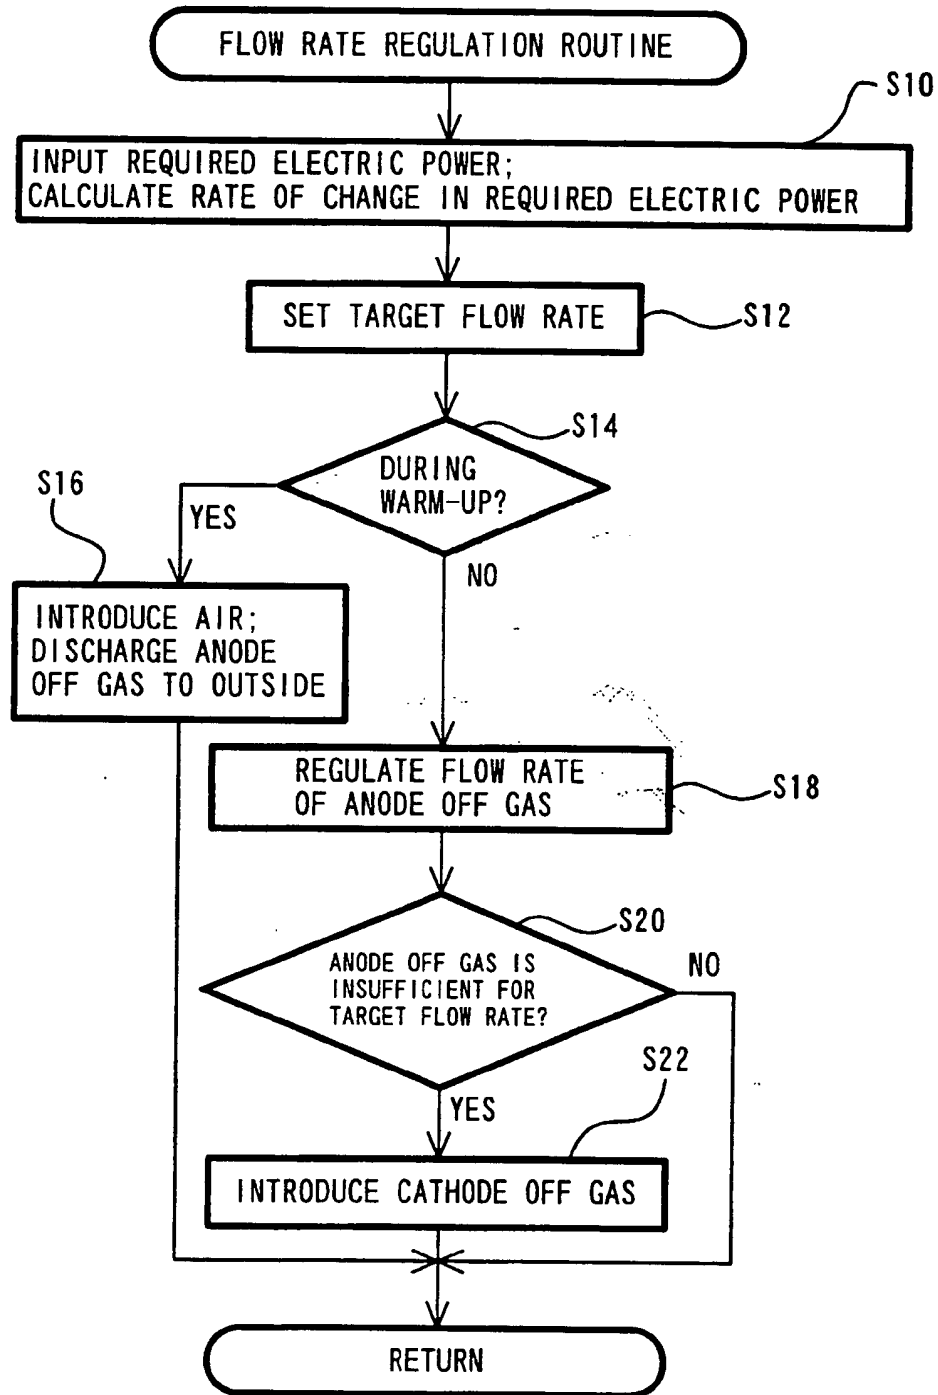 FLOW RATE REGULATION ROUTINE
S10
INPUT REQUIRED ELECTRIC POWER;
CALCULATE RATE OF CHANGE IN REQUIRED ELECTRIC POWER
SET TARGET FLOW RATE
S12
S14
DURING
WARM-UP?
S16
YES
NO
INTRODUCE AIR;
DISCHARGE ANODE
OFF GAS TO OUTSIDE
REGULATE FLOW RATE
OF ANODE OFF GAS
S18
S20
ANODE OFF GAS IS
INSUFFICIENT FOR
TARGET FLOW RATE?
NO
S22
YES
INTRODUCE CATHODE OFF GAS
RETURN